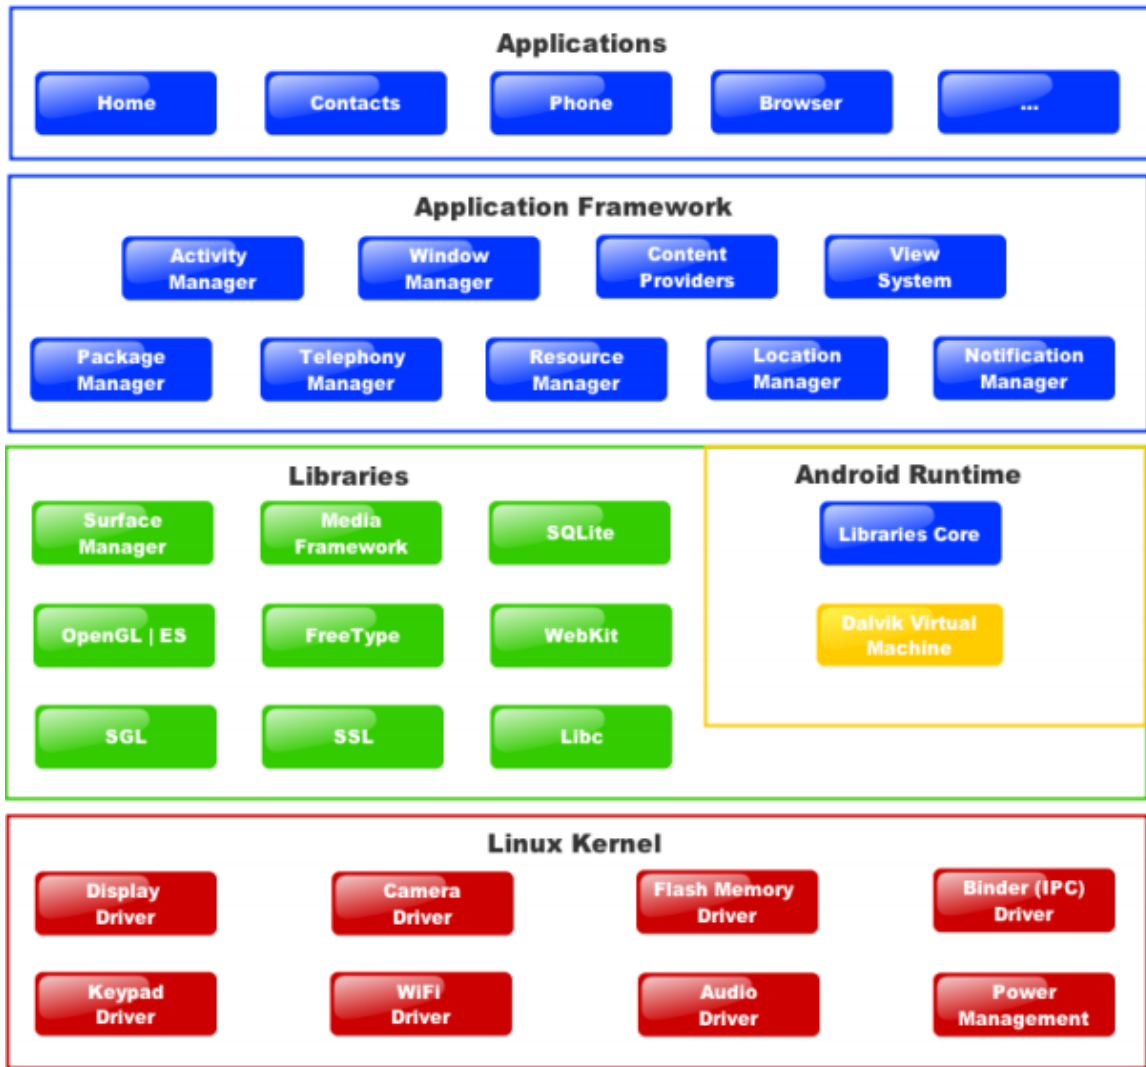 Applications
Home
Contacts
Phone
Browser
...
Application Framework
Activity
Manager
Window
Manager
Content
Providers
View
System
Package
Manager
Telephony
Manager
Resource
Manager
Location
Manager
Notification
Manager
Libraries
Surface
Manager
Media
Framework
SQLite
OpenGL | ES
FreeType
WebKit
SGL
SSL
Libc
Android Runtime
Libraries Core
Dalvik Virtual
Machine
Linux Kernel
Display
Driver
Camera
Driver
Flash Memory
Driver
Binder (IPC)
Driver
Keypad
Driver
WiFi
Driver
Audio
Driver
Power
Management